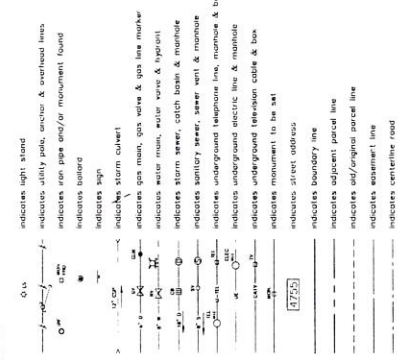 LS indicates light stand
indicates utility pole, anchor & overhead lines
indicates iron pipe and/or monument found
indicates bollard
indicates sign
12" CSP indicates storm culvert
indicates gas main, gas valve & gas line marker
indicates water main, water valve & hydrant
indicates storm sewer, catch basin & manhole
indicates sanitary sewer, sewer vent & manhole
indicates underground telephone line, manhole & b
indicates underground electric line & manhole
indicates underground television cable & box
indicates monument to be set
4755 indicates street address
indicates boundary line
indicates adjacent parcel line
indicates old/original parcel line
indicates easement line
indicates centerline road